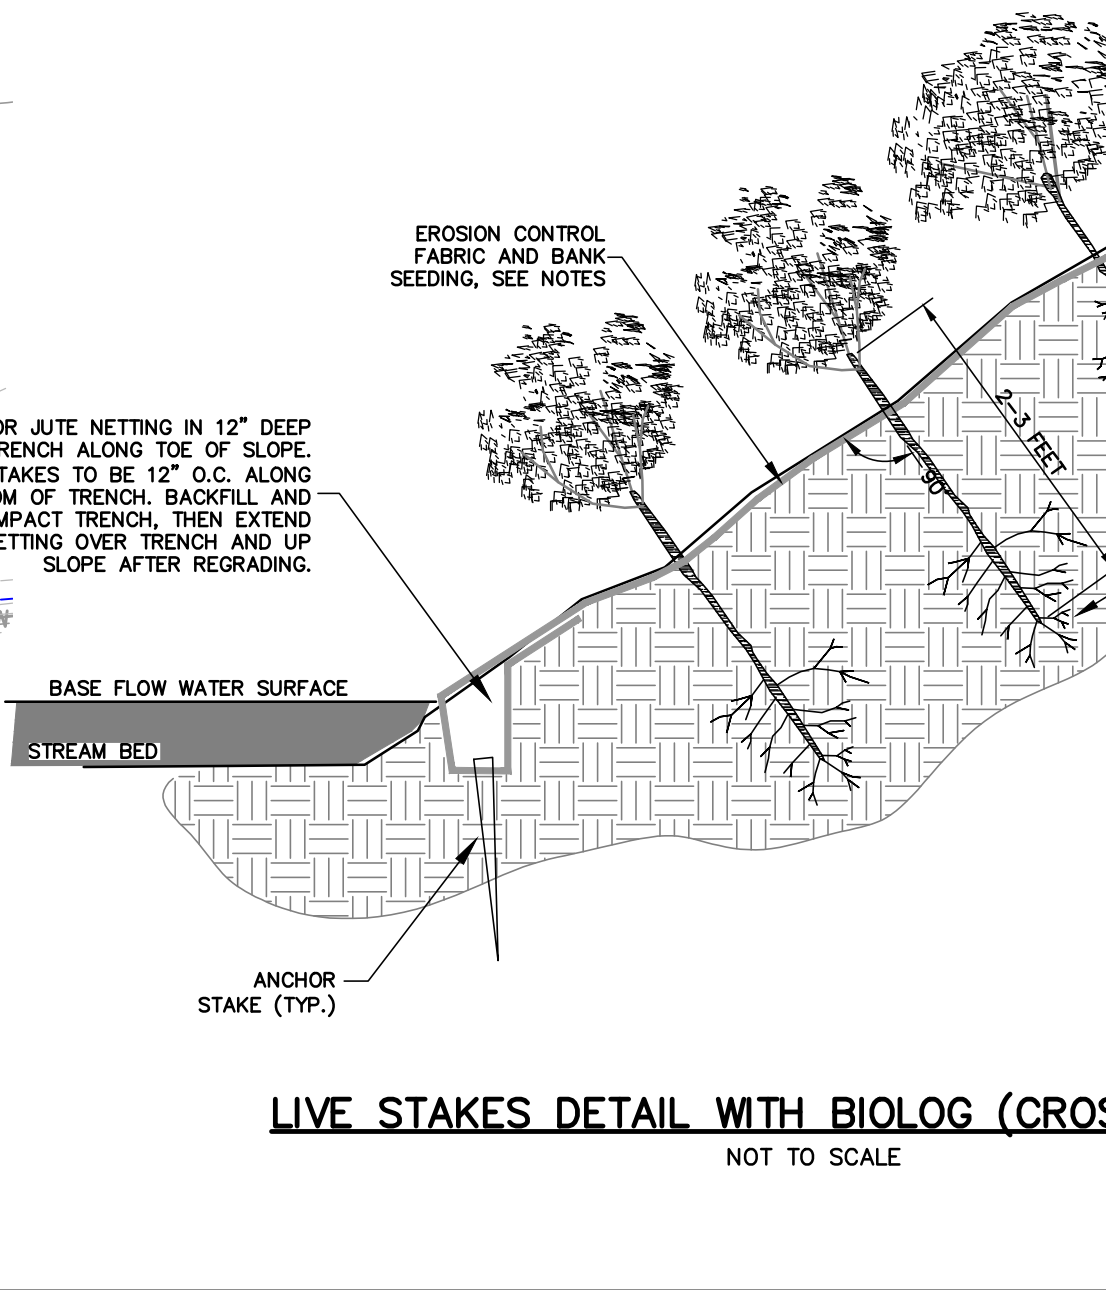 EROSION CONTROL
FABRIC AND BANK
SEEDING, SEE NOTES
OR JUTE NETTING IN 12” DEEP
RENCH ALONG TOE OF SLOPE.
TAKES TO BE 12” O.C. ALONG
OM OF TRENCH. BACKFILL AND
MPACT TRENCH, THEN EXTEND
ETTING OVER TRENCH AND UP
SLOPE AFTER REGRADING.
2–3 FEET
90°
BASE FLOW WATER SURFACE
STREAM BED
ANCHOR
STAKE (TYP.)
LIVE STAKES DETAIL WITH BIOLOG (CROS
NOT TO SCALE